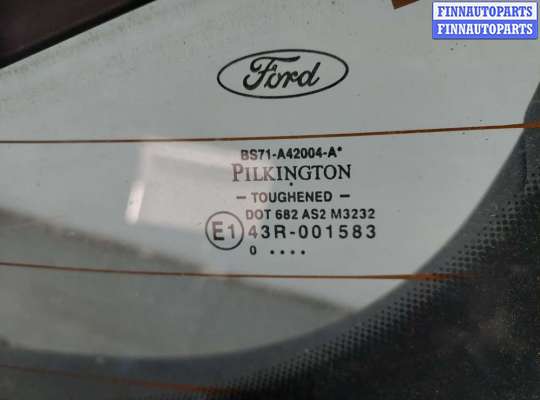 FINNAUTOPARTS
FINNAUTOPARTS
Ford
BS71-A42004-A*
PILKINGTON
- TOUGHENED -
DOT 682 AS2 M3232
E1 43R-001583
0 ••••